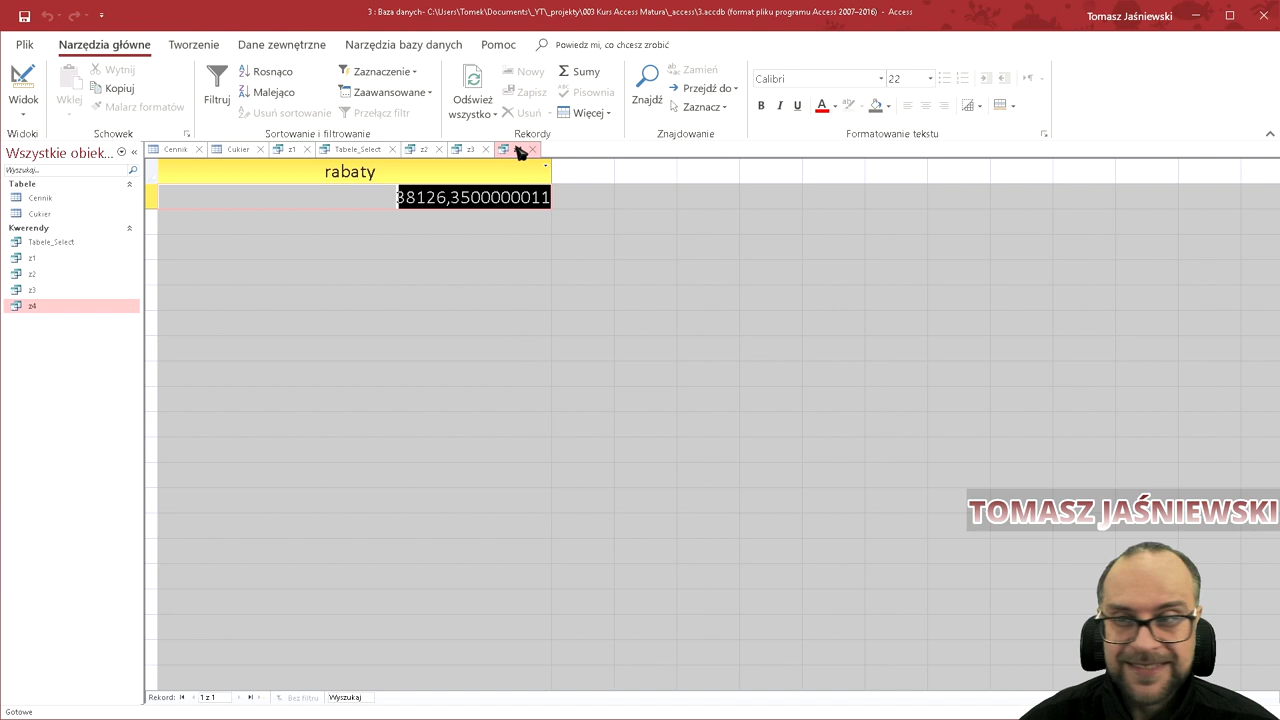 3 : Baza danych- C:\Users\Tomek\Documents\_YT\_projekty\003 Kurs Access Matura\_access\3.accdb (format pliku programu Access 2007–2016) - Access
Tomasz Jaśniewski
Plik Narzędzia główne Tworzenie Dane zewnętrzne Narzędzia bazy danych Pomoc Powiedz mi, co chcesz zrobić
Widok
Wklej
Wytnij
Kopiuj
Malarz formatów
Filtruj
Rosnąco
Malejąco
Usuń sortowanie
Zaznaczenie
Zaawansowane
Przełącz filtr
Odśwież
wszystko
Nowy
Zapisz
Usuń
Sumy
Pisownia
Więcej
Znajdź
Zamień
Przejdź do
Zaznacz
Calibri 22
B I U A
Widoki Schowek Sortowanie i filtrowanie Rekordy Znajdowanie Formatowanie tekstu
Wszystkie obiek...
Wyszukaj...
Tabele
Cennik
Cukier
Kwerendy
Tabele_Select
z1
z2
z3
z4
Cennik Cukier z1 Tabele_Select z2 z3
rabaty
38126,3500000011
TOMASZ JAŚNIEWSKI
Rekord: 1 z 1 Bez filtru Wyszukaj
Gotowe